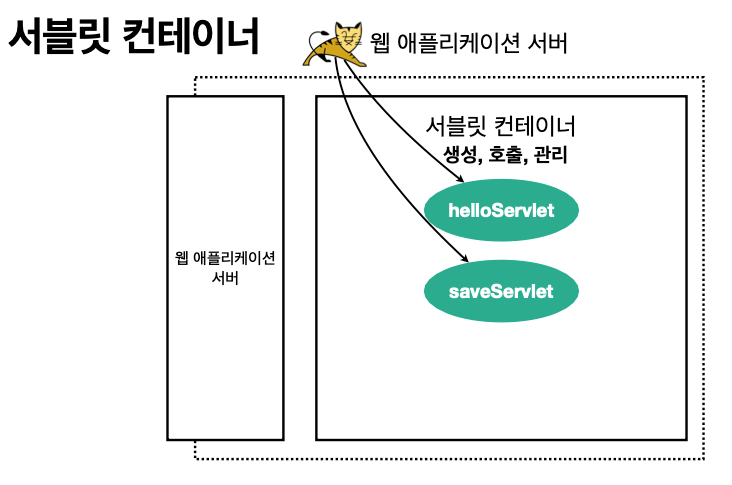 서블릿 컨테이너
웹 애플리케이션 서버
서블릿 컨테이너
생성, 호출, 관리
helloServlet
웹 애플리케이션
서버
saveServlet